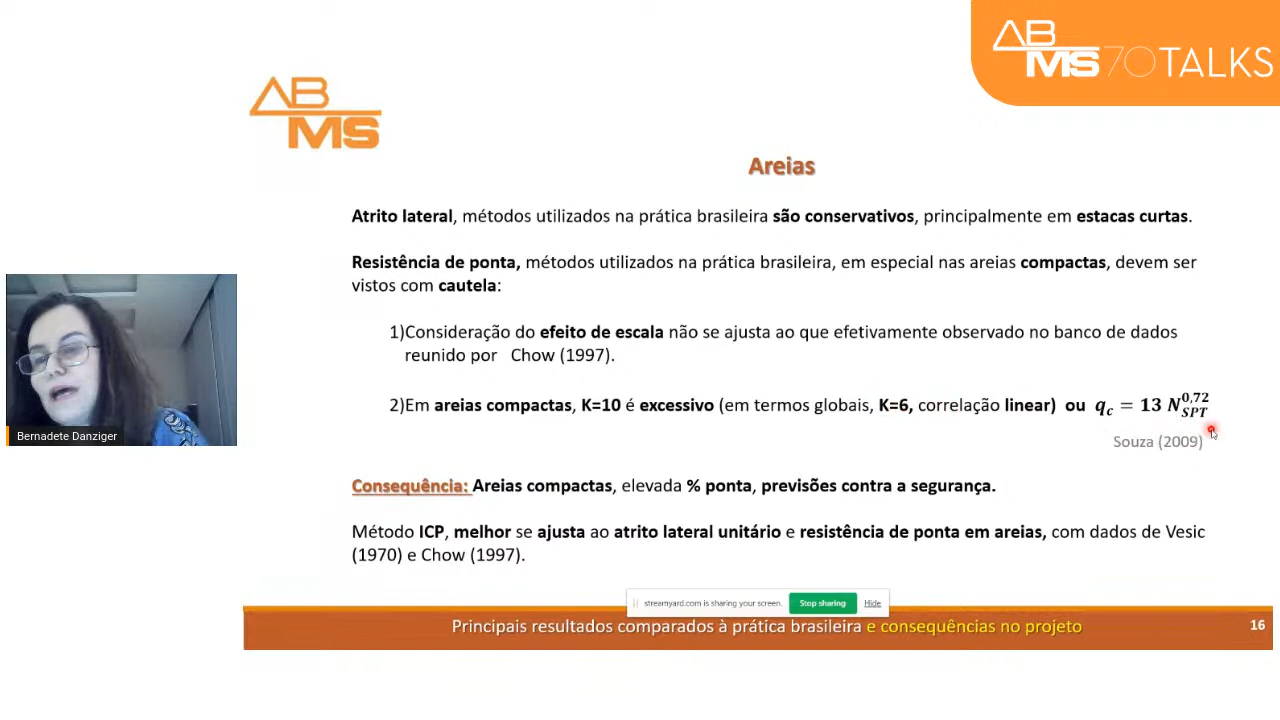 ABMS 70 TALKS
ABMS
Areias
Atrito lateral, métodos utilizados na prática brasileira são conservativos, principalmente em estacas curtas.
Resistência de ponta, métodos utilizados na prática brasileira, em especial nas areias compactas, devem ser
vistos com cautela:
1)Consideração do efeito de escala não se ajusta ao que efetivamente observado no banco de dados
reunido por Chow (1997).
2)Em areias compactas, K=10 é excessivo (em termos globais, K=6, correlação linear) ou q_c = 13 N_SPT^0,72
Souza (2009)
Bernadete Danziger
Consequência: Areias compactas, elevada % ponta, previsões contra a segurança.
Método ICP, melhor se ajusta ao atrito lateral unitário e resistência de ponta em areias, com dados de Vesic
(1970) e Chow (1997).
streamyard.com is sharing your screen. Stop sharing Hide
Principais resultados comparados à prática brasileira e consequências no projeto 16